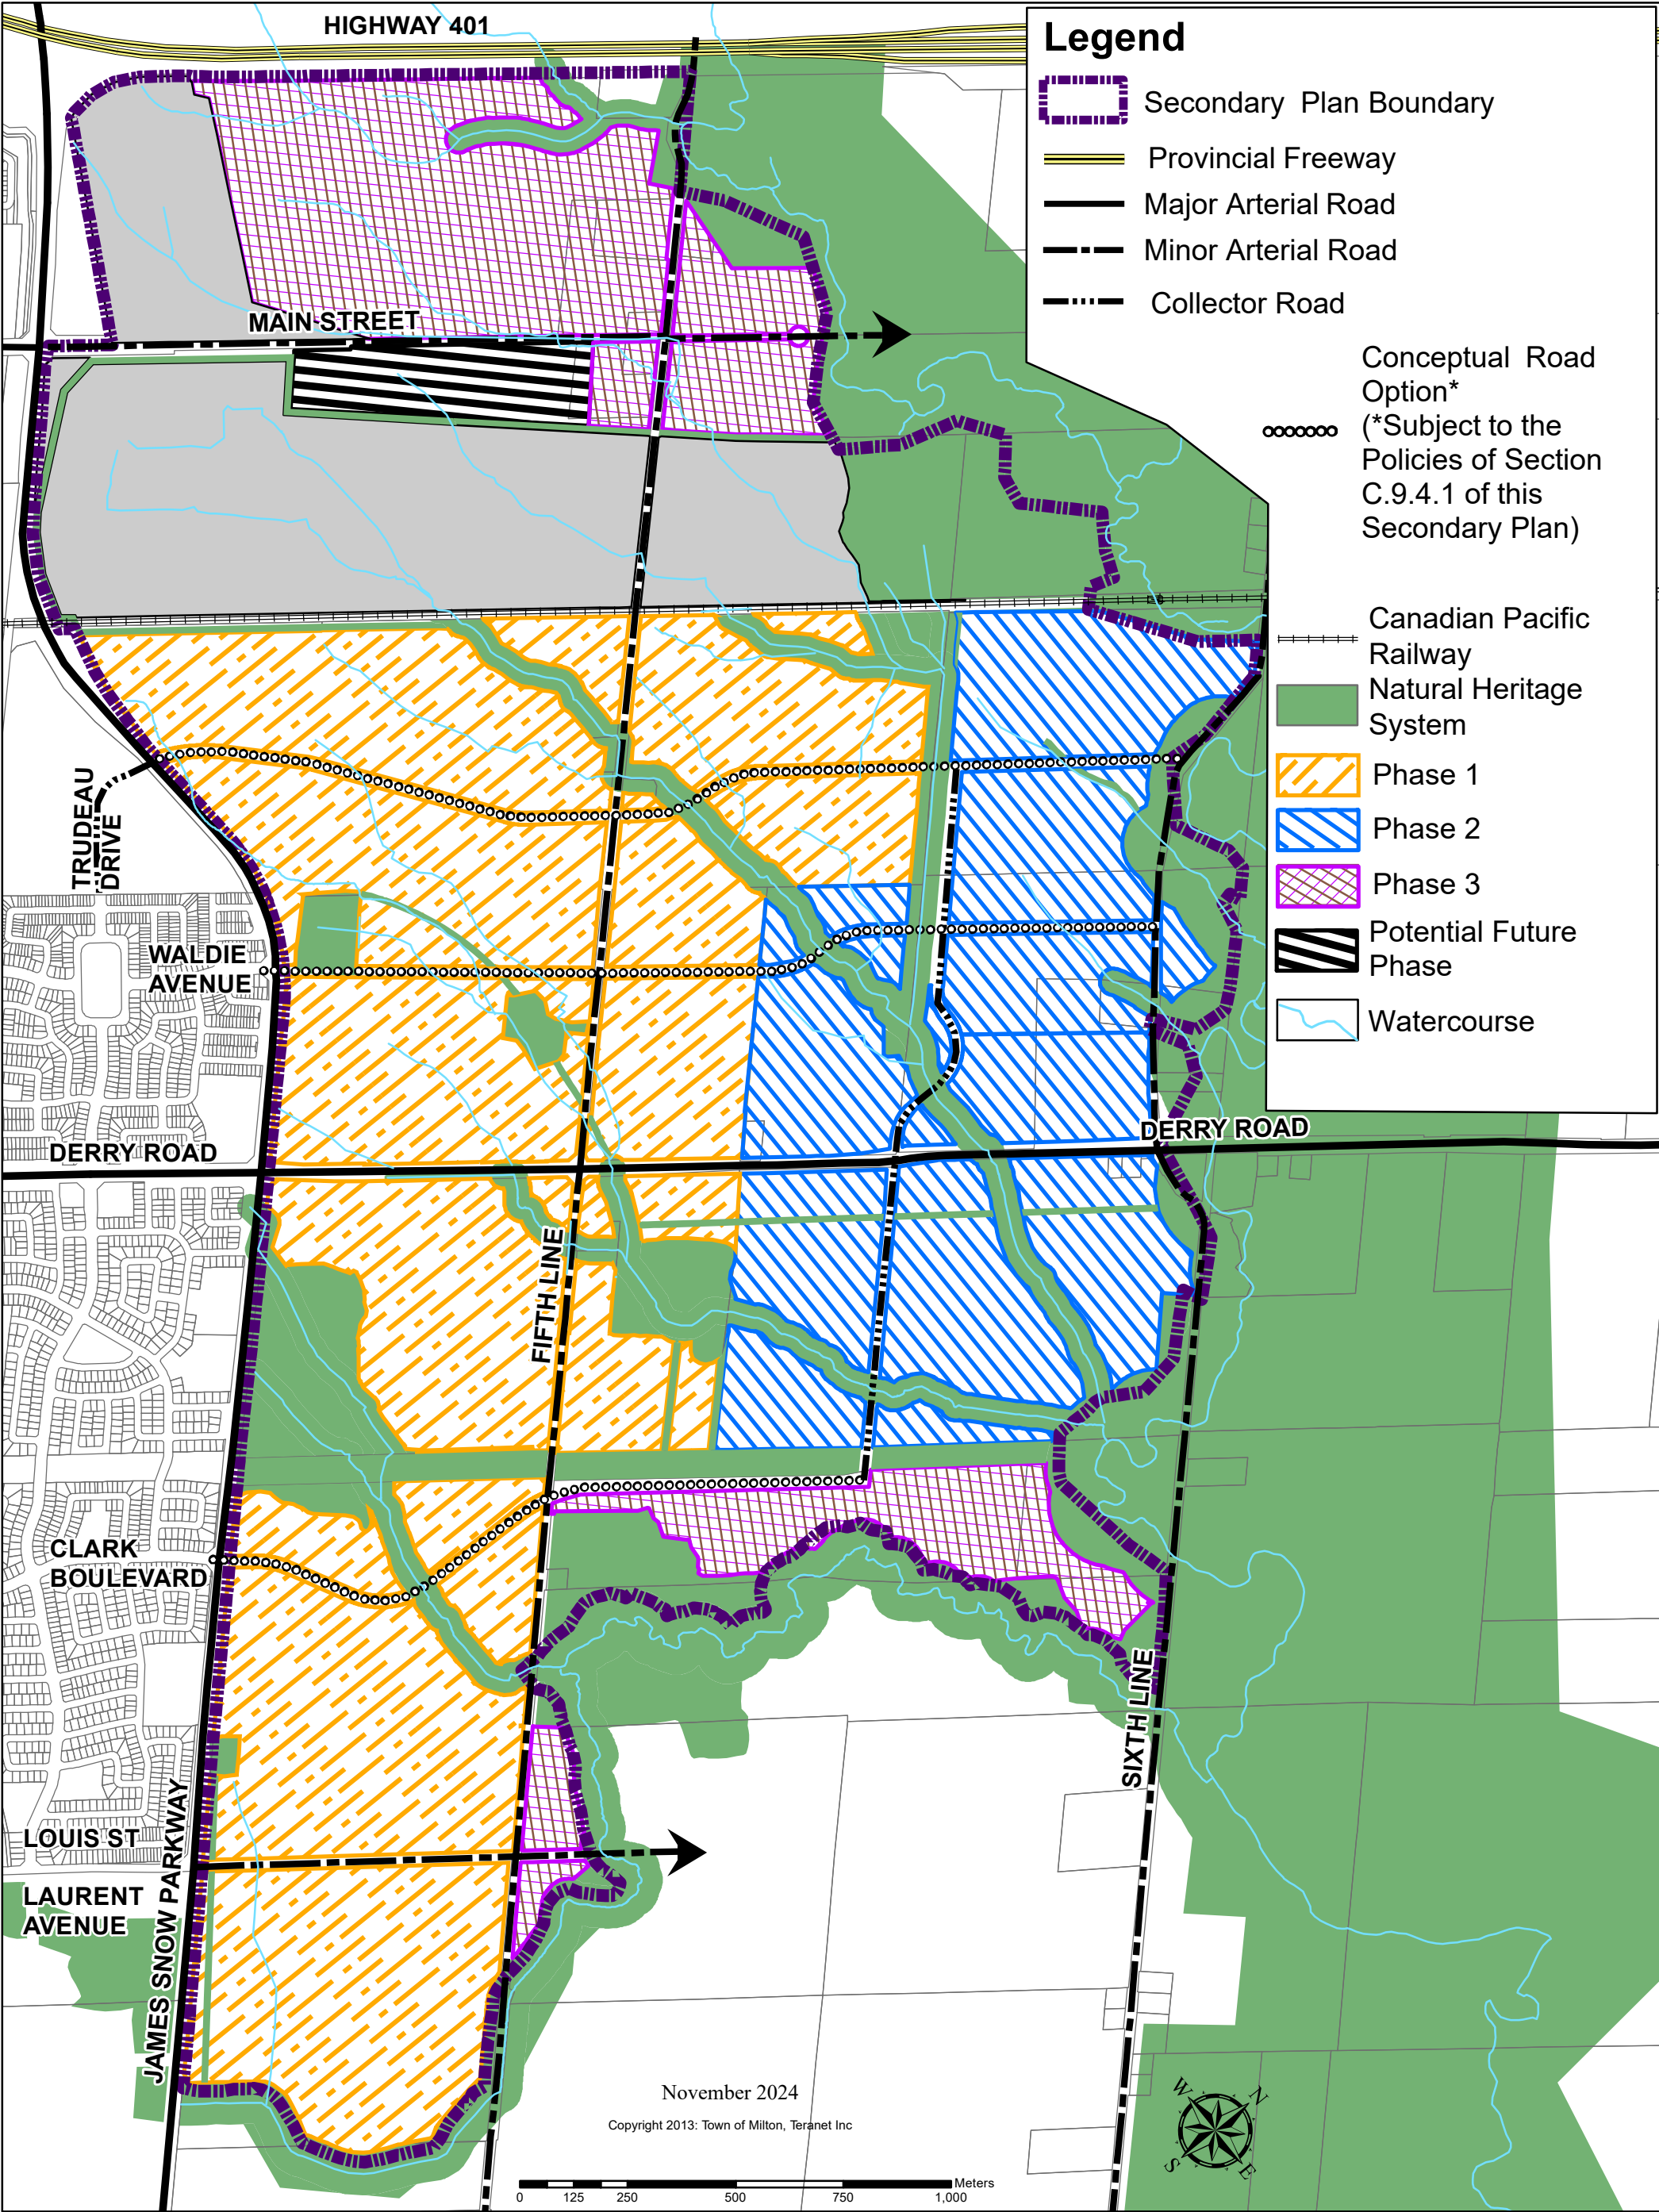 HIGHWAY 401
Legend
Secondary Plan Boundary
Provincial Freeway
Major Arterial Road
Minor Arterial Road
Collector Road
Conceptual Road
Option*
(*Subject to the
Policies of Section
C.9.4.1 of this
Secondary Plan)
Canadian Pacific
Railway
Natural Heritage
System
Phase 1
Phase 2
Phase 3
Potential Future
Phase
Watercourse
MAIN STREET
TRUDEAU
DRIVE
WALDIE
AVENUE
DERRY ROAD
DERRY ROAD
FIFTH LINE
CLARK
BOULEVARD
SIXTH LINE
JAMES SNOW PARKWAY
LOUIS ST
LAURENT
AVENUE
November 2024
Copyright 2013: Town of Milton, Teranet Inc
W N
S E
Meters
0 125 250 500 750 1,000